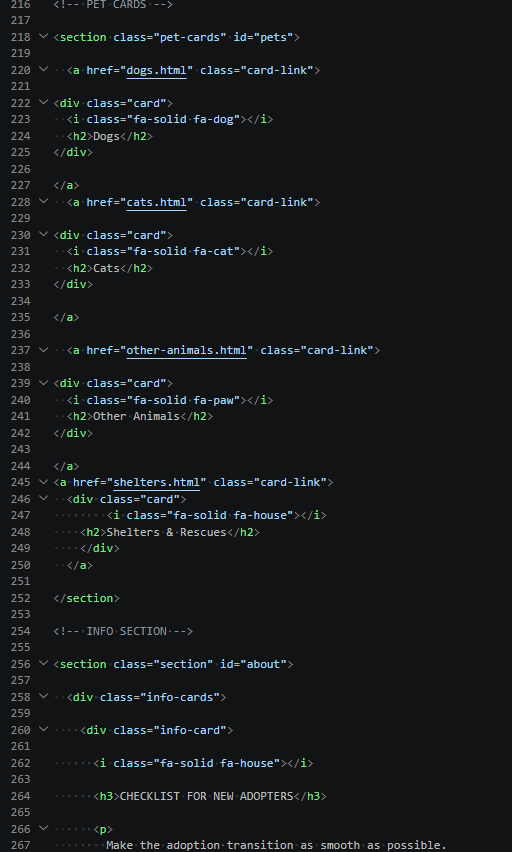 216 <!-- PET CARDS -->
217
218 <section class="pet-cards" id="pets">
219
220 <a href="dogs.html" class="card-link">
221
222 <div class="card">
223 <i class="fa-solid fa-dog"></i>
224 <h2>Dogs</h2>
225 </div>
226
227 </a>
228 <a href="cats.html" class="card-link">
229
230 <div class="card">
231 <i class="fa-solid fa-cat"></i>
232 <h2>Cats</h2>
233 </div>
234
235 </a>
236
237 <a href="other-animals.html" class="card-link">
238
239 <div class="card">
240 <i class="fa-solid fa-paw"></i>
241 <h2>Other Animals</h2>
242 </div>
243
244 </a>
245 <a href="shelters.html" class="card-link">
246 <div class="card">
247 <i class="fa-solid fa-house"></i>
248 <h2>Shelters & Rescues</h2>
249 </div>
250 </a>
251
252 </section>
253
254 <!-- INFO SECTION -->
255
256 <section class="section" id="about">
257
258 <div class="info-cards">
259
260 <div class="info-card">
261
262 <i class="fa-solid fa-house"></i>
263
264 <h3>CHECKLIST FOR NEW ADOPTERS</h3>
265
266 <p>
267 Make the adoption transition as smooth as possible.